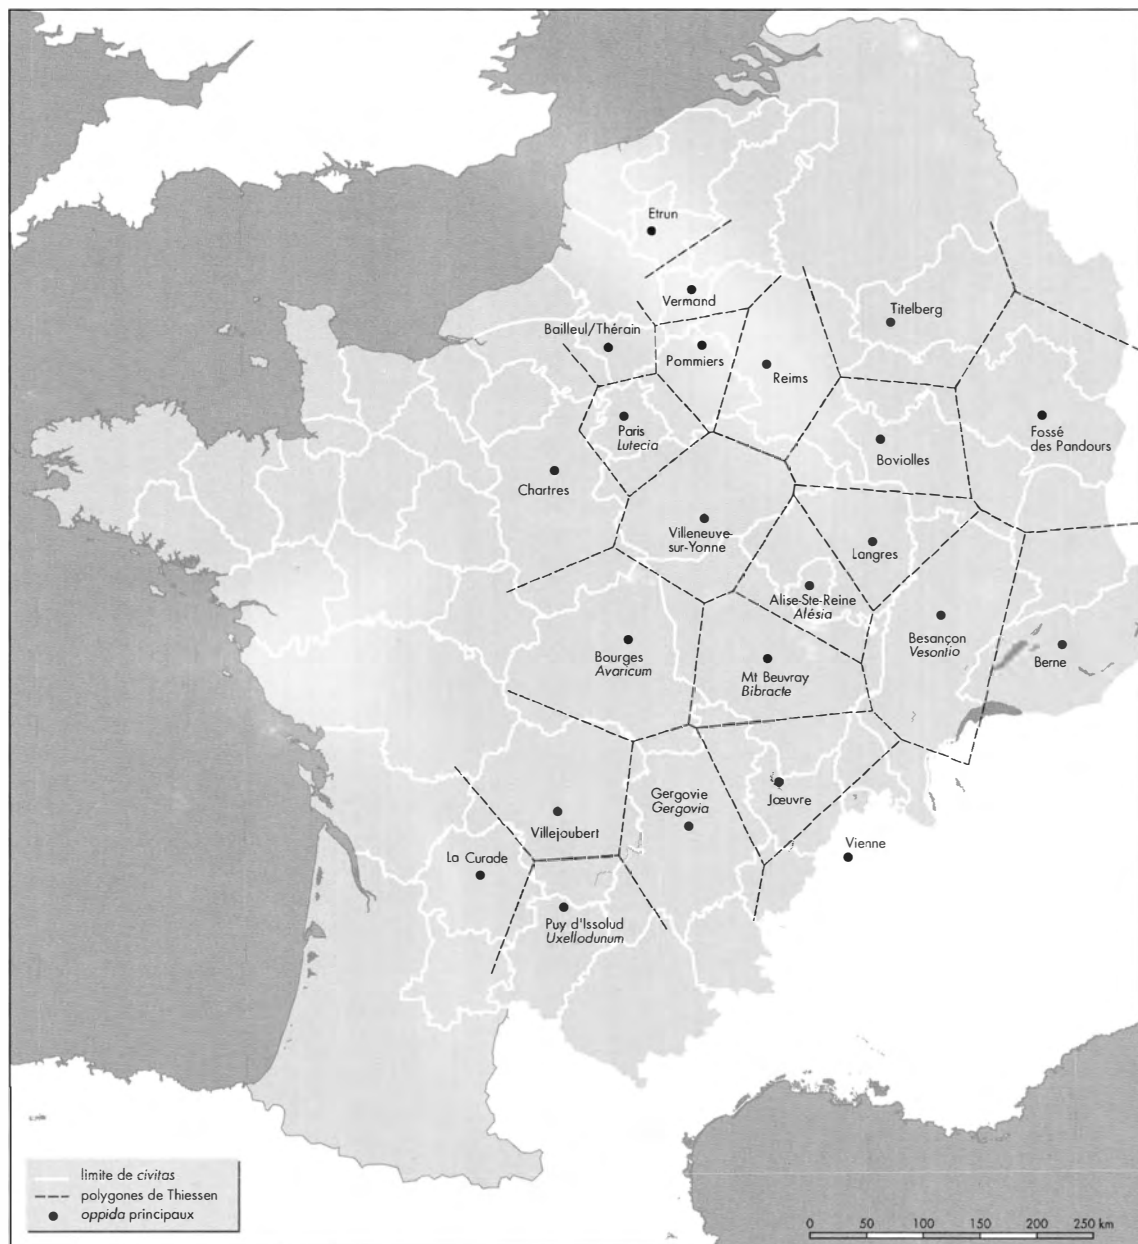 Etrun
Vermand
Titelberg
Bailleul/Thérain
Pommiers
Reims
Paris
Lutecia
Fossé
des Pandours
Boviolles
Chartres
Villeneuve-
sur-Yonne
Langres
Alise-Ste-Reine
Alésia
Besançon
Vesontio
Berne
Bourges
Avaricum
Mt Beuvray
Bibracte
Gergovie
Gergovia
Jœuvre
Villejoubert
Vienne
La Curade
Puy d'Issolud
Uxellodunum
limite de civitas
polygones de Thiessen
oppida principaux
0 50 100 150 200 250 km